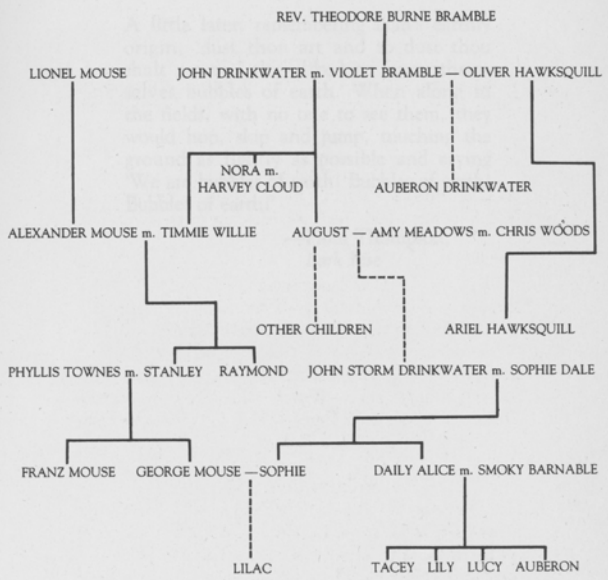 REV. THEODORE BURNE BRAMBLE
LIONEL MOUSE JOHN DRINKWATER m. VIOLET BRAMBLE — OLIVER HAWKSQUILL
NORA m.
HARVEY CLOUD
AUBERON DRINKWATER
ALEXANDER MOUSE m. TIMMIE WILLIE AUGUST — AMY MEADOWS m. CHRIS WOODS
OTHER CHILDREN ARIEL HAWKSQUILL
PHYLLIS TOWNES m. STANLEY RAYMOND JOHN STORM DRINKWATER m. SOPHIE DALE
FRANZ MOUSE GEORGE MOUSE — SOPHIE DAILY ALICE m. SMOKY BARNABLE
LILAC TACEY LILY LUCY AUBERON